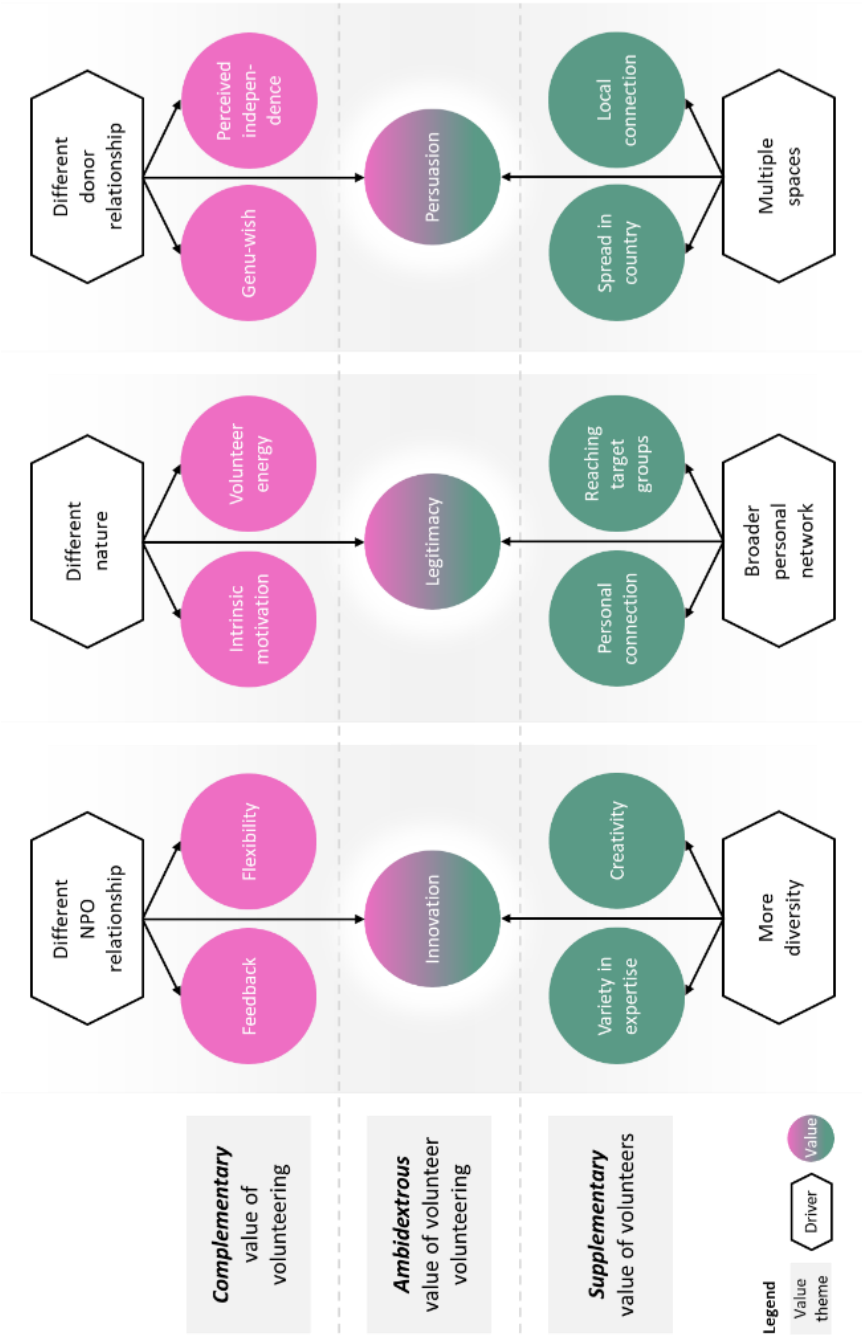 Different
NPO
relationship
Different
nature
Different
donor
relationship
Complementary
value of
volunteering
Feedback
Flexibility
Intrinsic
motivation
Volunteer
energy
Genu-wish
Perceived
indepen-
dence
Ambidextrous
value of volunteer
volunteering
Innovation
Legitimacy
Persuasion
Supplementary
value of volunteers
Variety in
expertise
Creativity
Personal
connection
Reaching
target
groups
Spread in
country
Local
connection
More
diversity
Broader
personal
network
Multiple
spaces
Legend
Value
theme
Driver
Value